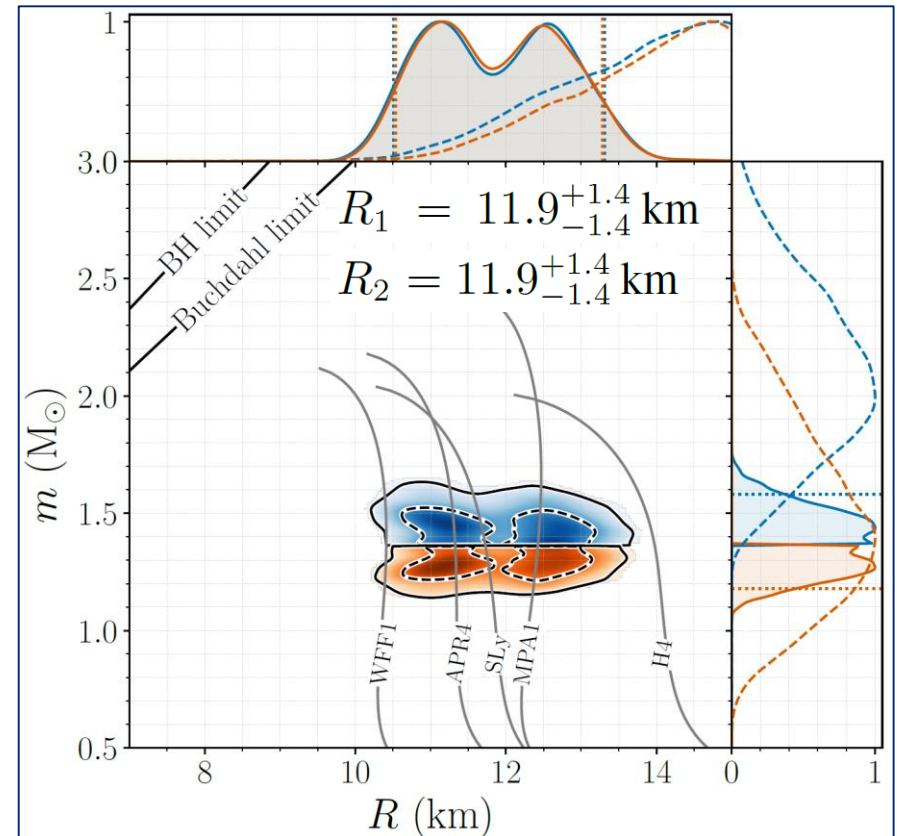 1
3.0
BH limit
Buchdahl limit
R₁ = 11.9⁺¹·⁴₋₁.₄ km
R₂ = 11.9⁺¹·⁴₋₁.₄ km
2.5
2.0
m (M⊙)
1.5
1.0
WFF1
APR4
SLy
MPA1
H4
0.5
8 10 12 14 0 1
R (km)